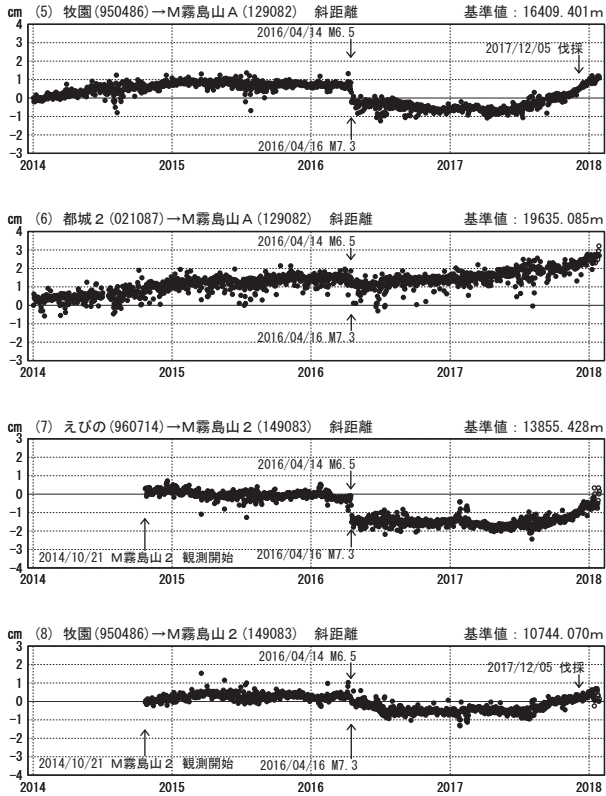 cm (5) 牧園(950486)→M霧島山A(129082) 斜距離 基準値:16409.401m
4
3
2
1
0
-1
-2
-3
2016/04/14 M6.5
2017/12/05 伐採
2016/04/16 M7.3
2014 2015 2016 2017 2018
cm (6) 都城2(021087)→M霧島山A(129082) 斜距離 基準値:19635.085m
4
3
2
1
0
-1
-2
-3
2016/04/14 M6.5
2016/04/16 M7.3
2014 2015 2016 2017 2018
cm (7) えびの(960714)→M霧島山2(149083) 斜距離 基準値:13855.428m
3
2
1
0
-1
-2
-3
-4
2016/04/14 M6.5
2014/10/21 M霧島山2 観測開始
2016/04/16 M7.3
2014 2015 2016 2017 2018
cm (8) 牧園(950486)→M霧島山2(149083) 斜距離 基準値:10744.070m
3
2
1
0
-1
-2
-3
-4
2016/04/14 M6.5
2017/12/05 伐採
2014/10/21 M霧島山2 観測開始
2016/04/16 M7.3
2014 2015 2016 2017 2018